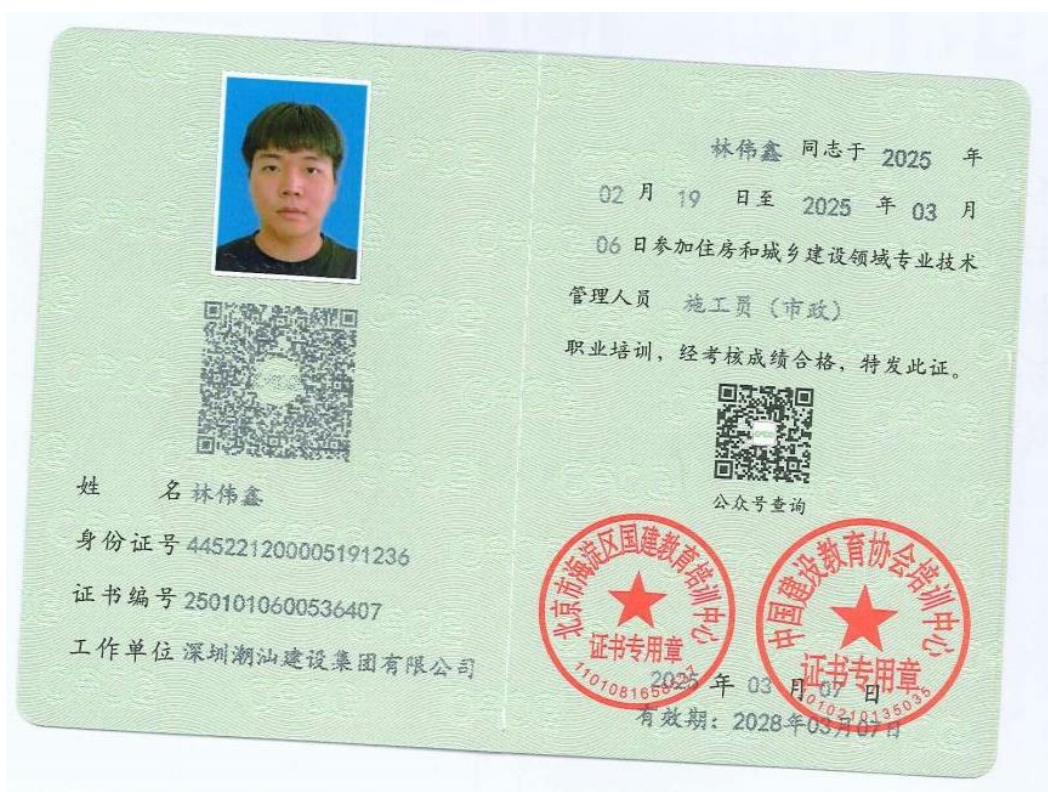 姓 名 林伟鑫
身份证号 445221200005191236
证书编号 2501010600536407
工作单位 深圳潮汕建设集团有限公司
林伟鑫 同志于 2025 年
02 月 19 日至 2025 年 03 月
06 日参加住房和城乡建设领域专业技术
管理人员 施工员（市政）
职业培训，经考核成绩合格，特发此证。
公众号查询
北京市海淀区国建教育培训中心
证书专用章
中国建设教育协会培训中心
证书专用章
2025 年 03 月 07 日
有效期：2028年03月07日